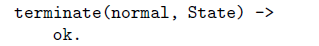 terminate(normal, State) ->
    ok.